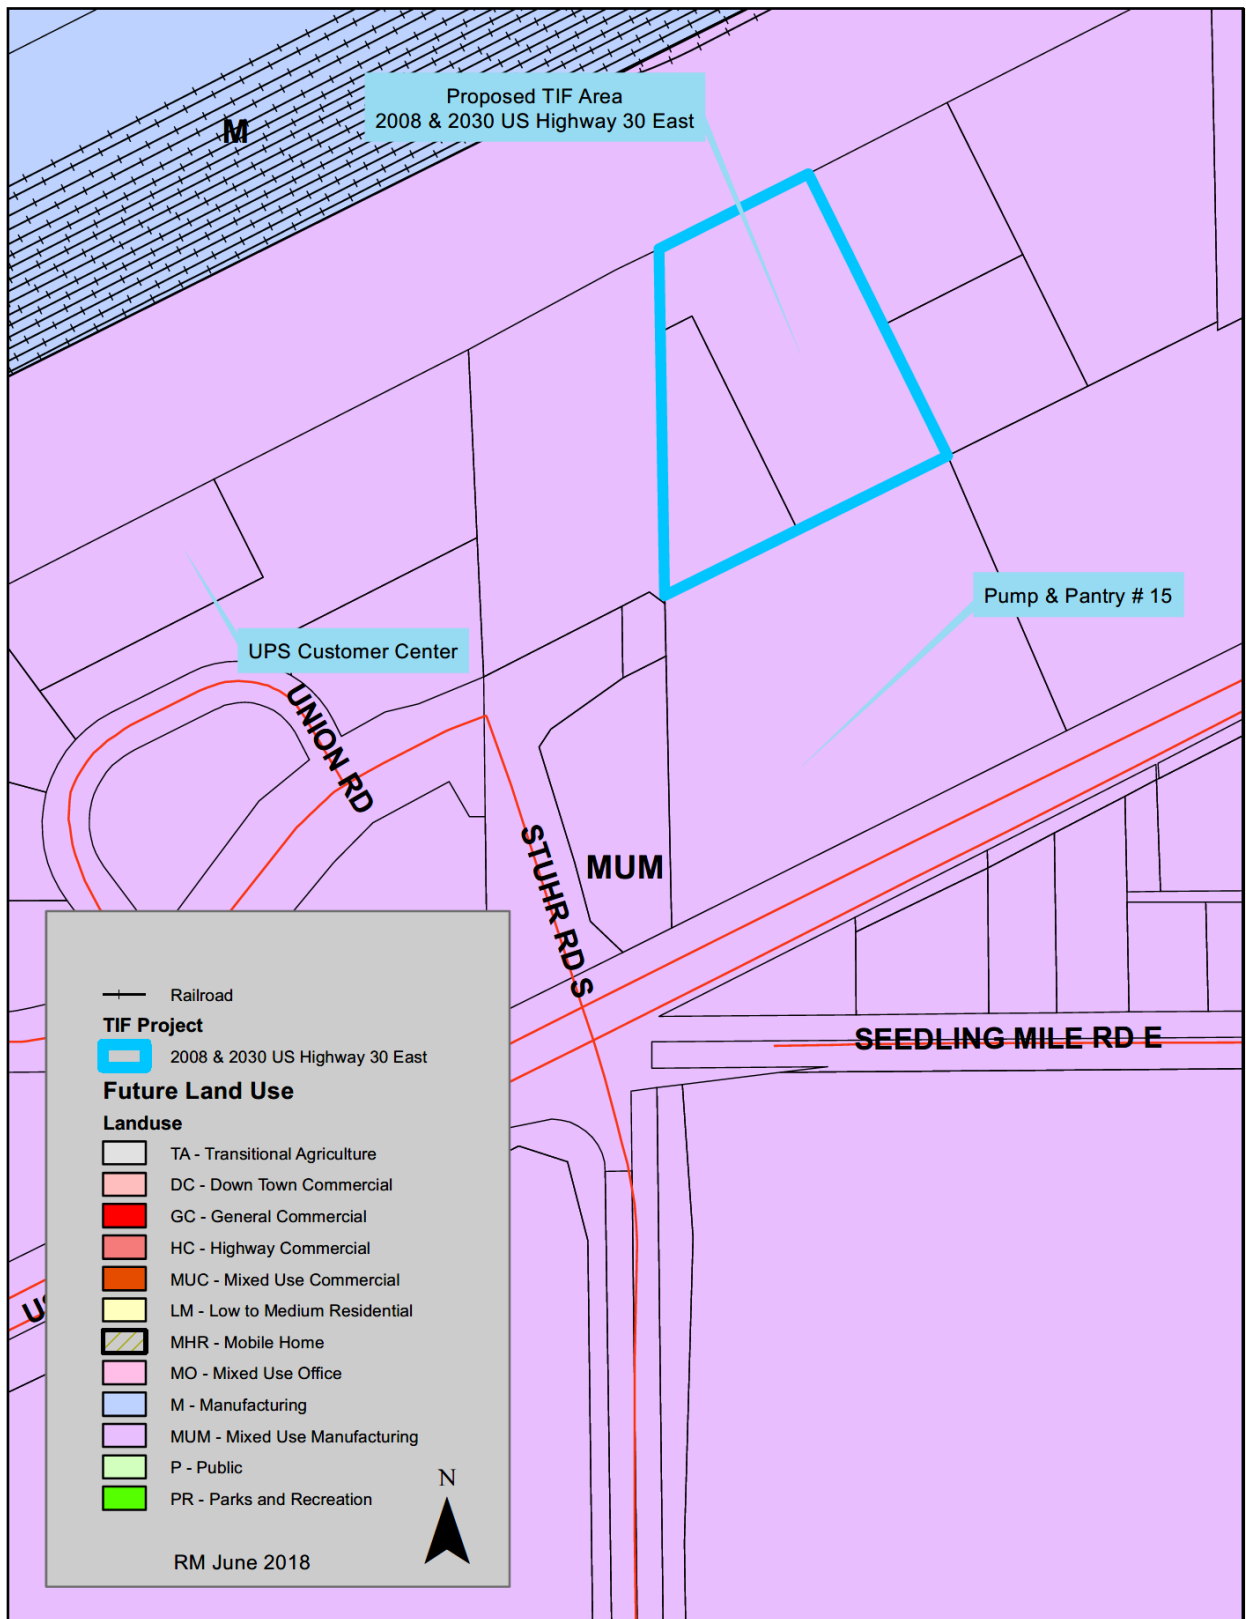 M
Proposed TIF Area
2008 & 2030 US Highway 30 East
Pump & Pantry # 15
UPS Customer Center
UNION RD
STUHR RD S
MUM
SEEDLING MILE RD E
US
Railroad
TIF Project
2008 & 2030 US Highway 30 East
Future Land Use
Landuse
TA - Transitional Agriculture
DC - Down Town Commercial
GC - General Commercial
HC - Highway Commercial
MUC - Mixed Use Commercial
LM - Low to Medium Residential
MHR - Mobile Home
MO - Mixed Use Office
M - Manufacturing
MUM - Mixed Use Manufacturing
P - Public
PR - Parks and Recreation
N
RM June 2018